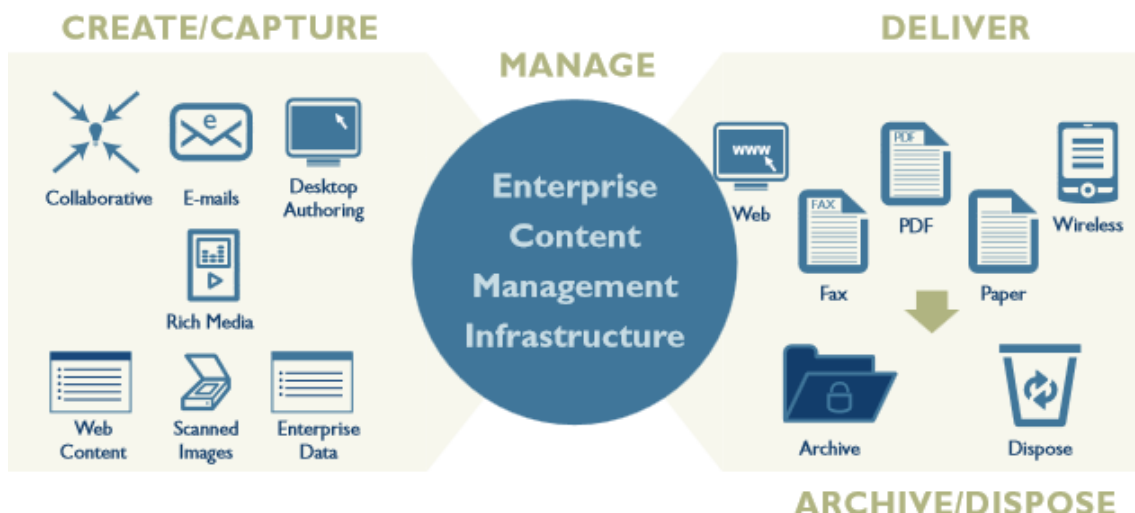 CREATE/CAPTURE
MANAGE
DELIVER
Collaborative
E-mails
e
Desktop
Authoring
Rich Media
Web
Content
Scanned
Images
Enterprise
Data
Enterprise
Content
Management
Infrastructure
www
Web
FAX
Fax
PDF
PDF
Paper
Wireless
Archive
Dispose
ARCHIVE/DISPOSE